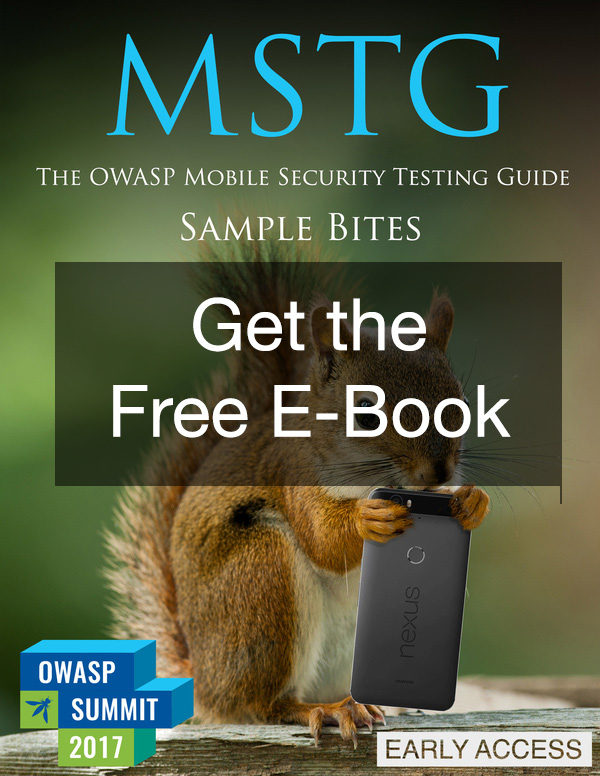 MSTG
The OWASP Mobile Security Testing Guide
Sample Bites
Get the
Free E-Book
nexus
OWASP
SUMMIT
2017
EARLY ACCESS